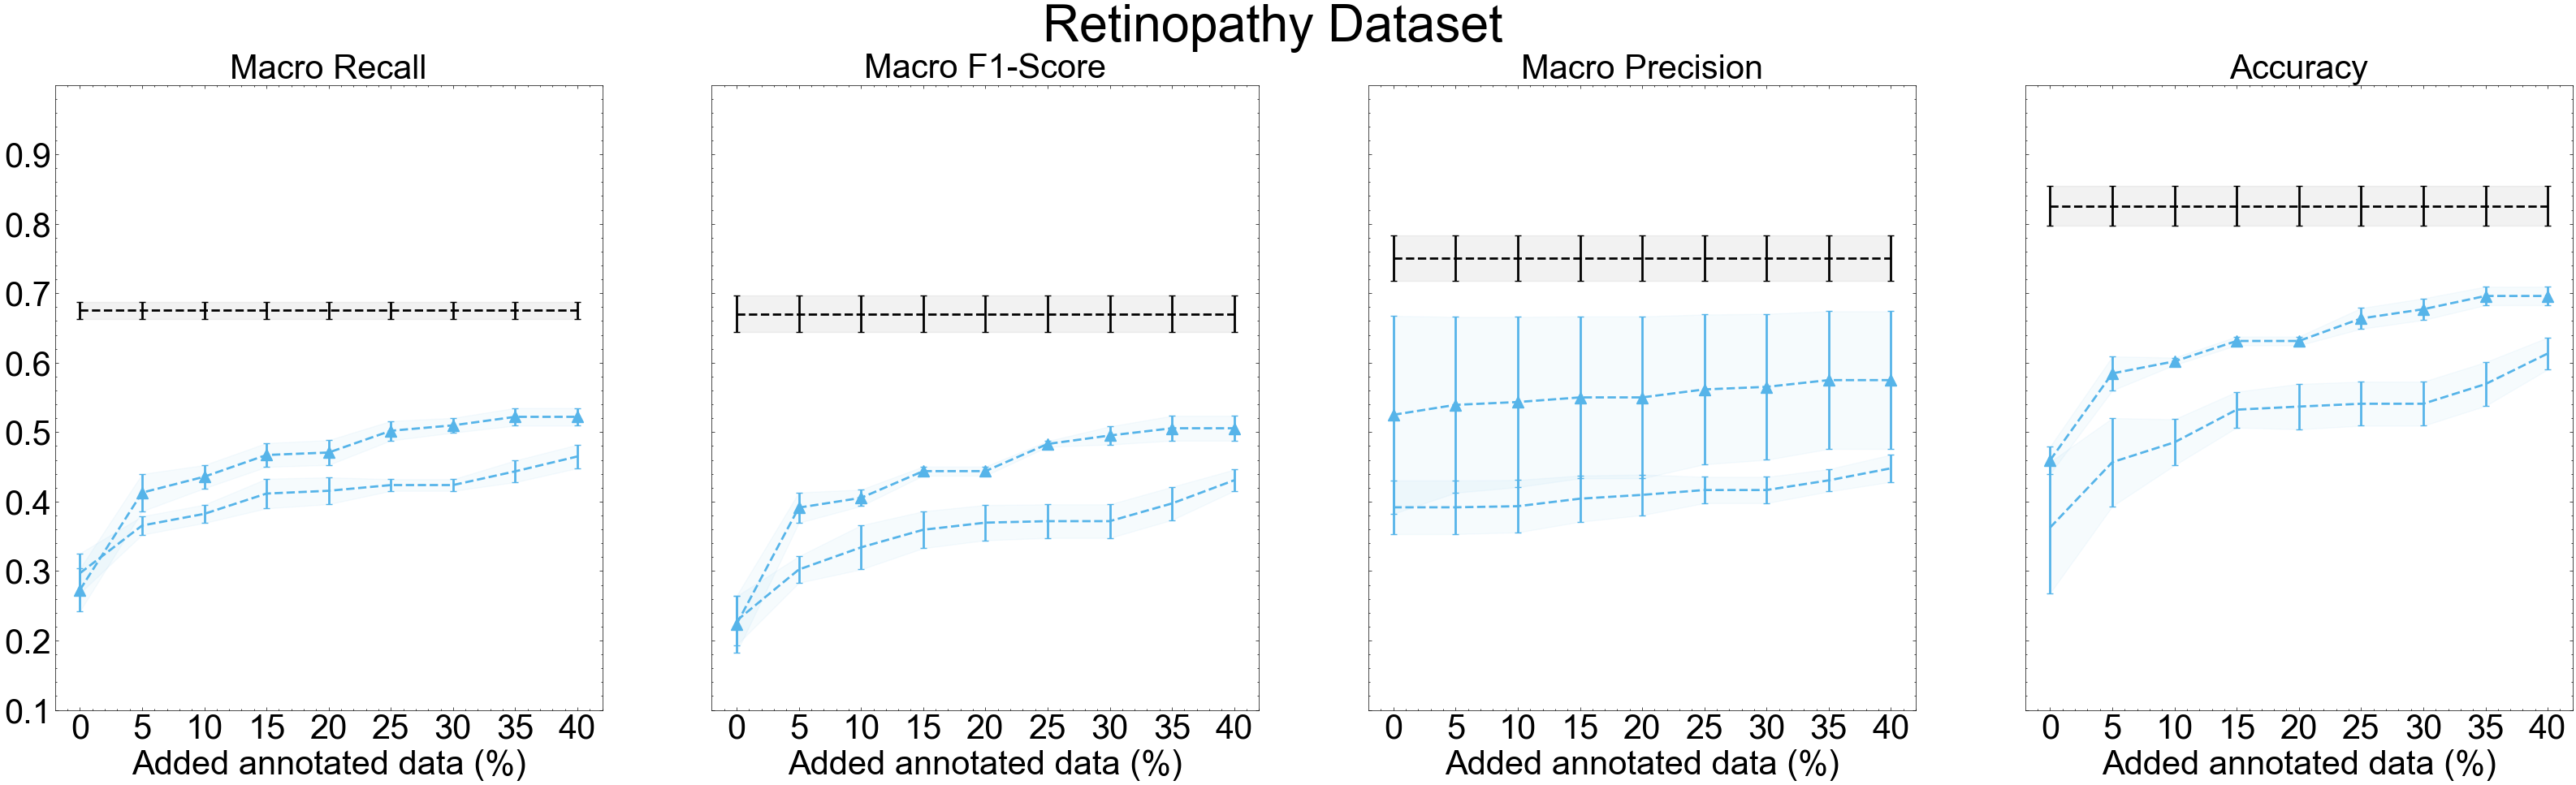 Retinopathy Dataset
Macro Recall
Macro F1-Score
Macro Precision
Accuracy
0.9
0.8
0.7
0.6
0.5
0.4
0.3
0.2
0.1
0 5 10 15 20 25 30 35 40
0 5 10 15 20 25 30 35 40
0 5 10 15 20 25 30 35 40
0 5 10 15 20 25 30 35 40
Added annotated data (%)
Added annotated data (%)
Added annotated data (%)
Added annotated data (%)